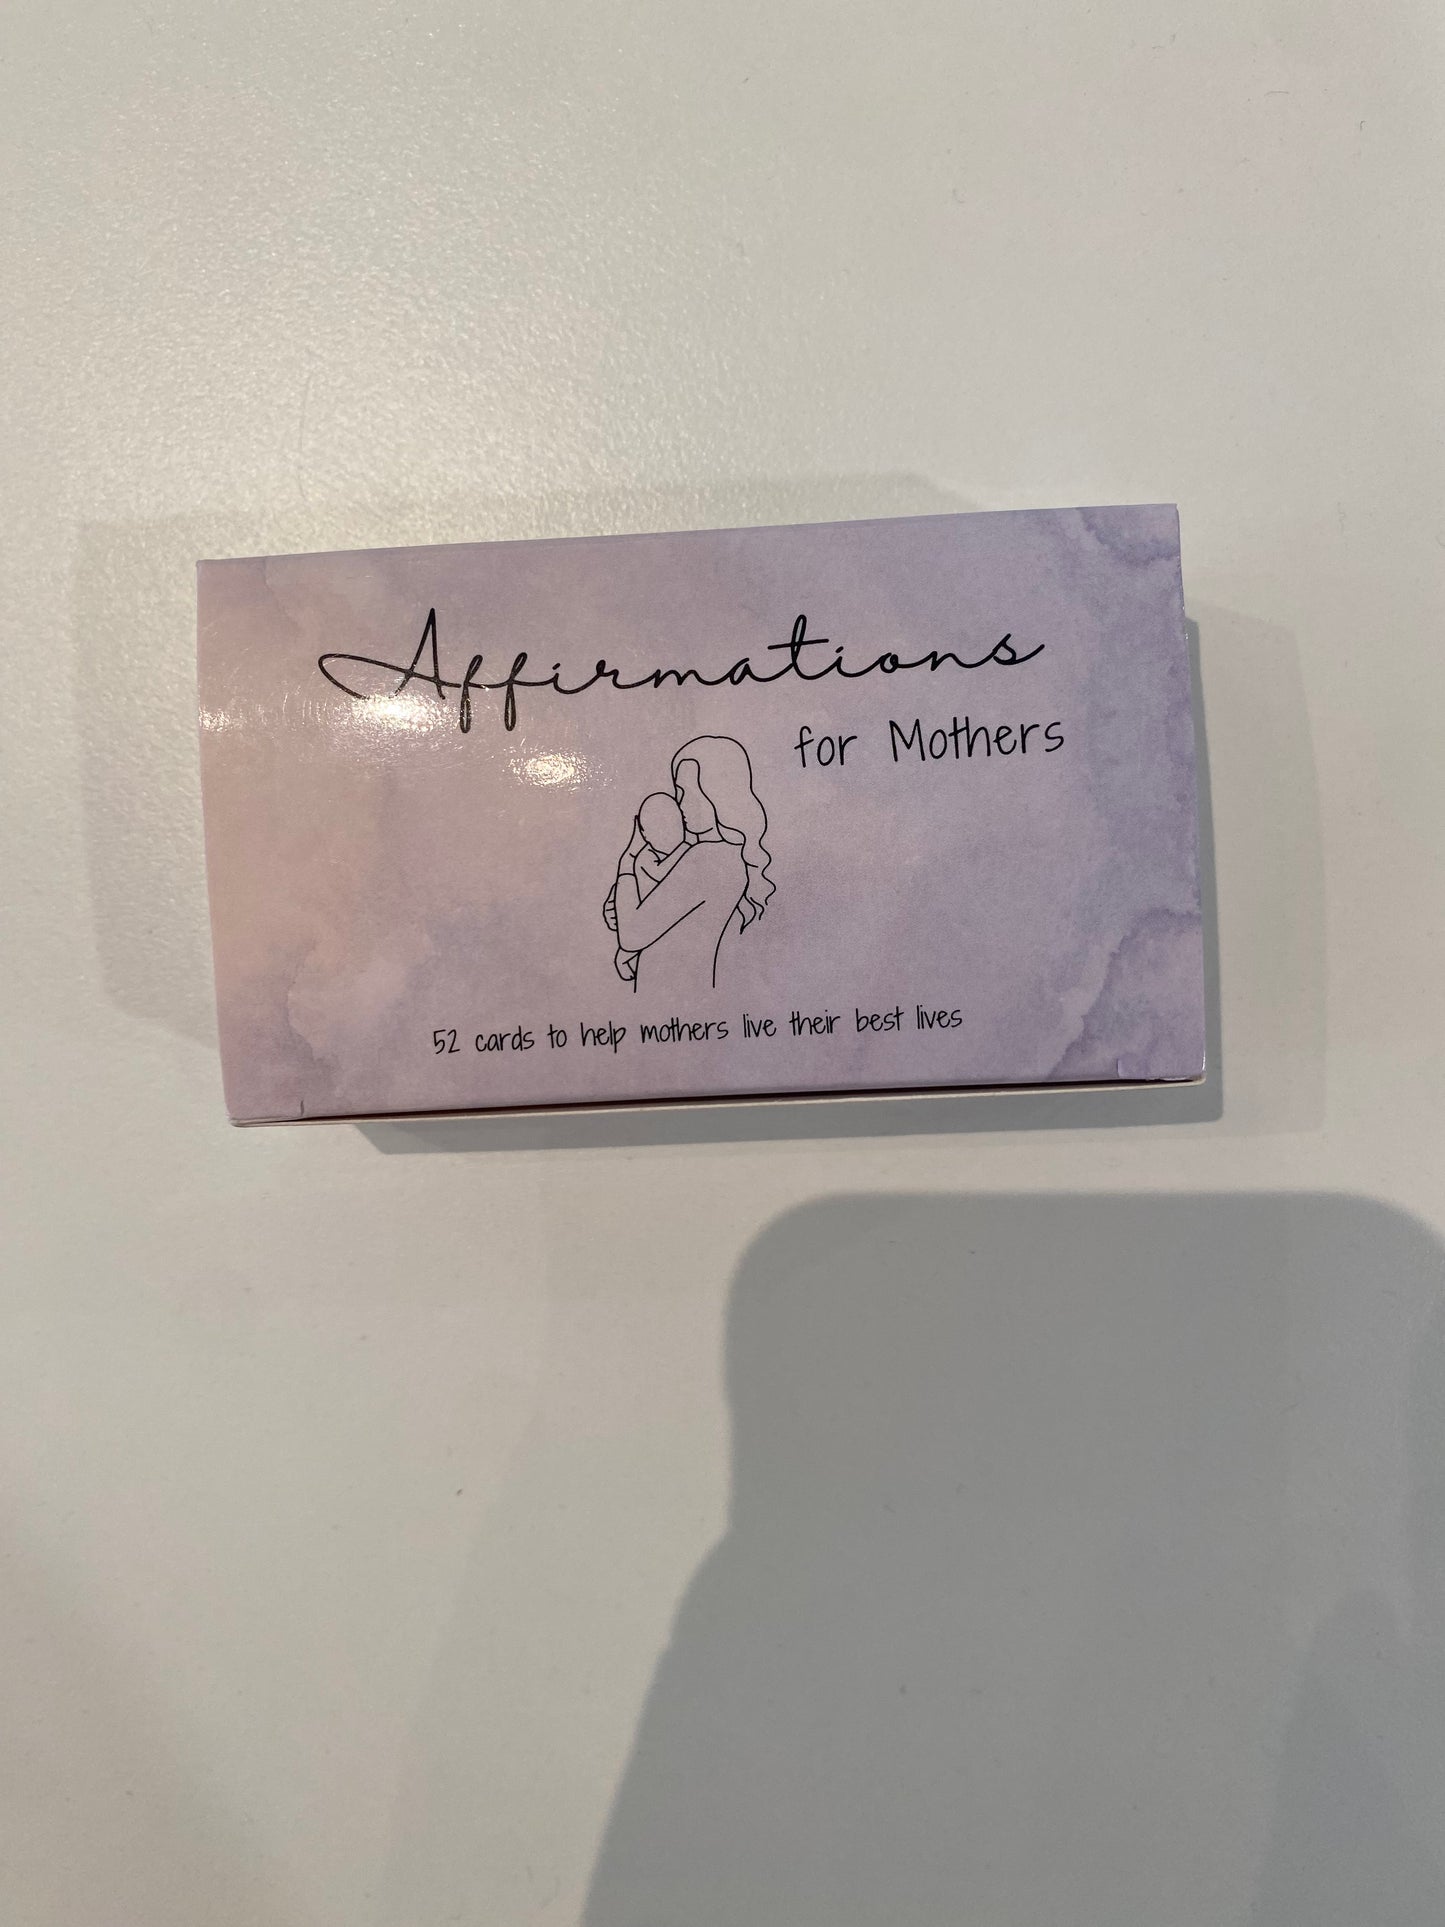 Affirmations
for Mothers
52 cards to help mothers live their best lives